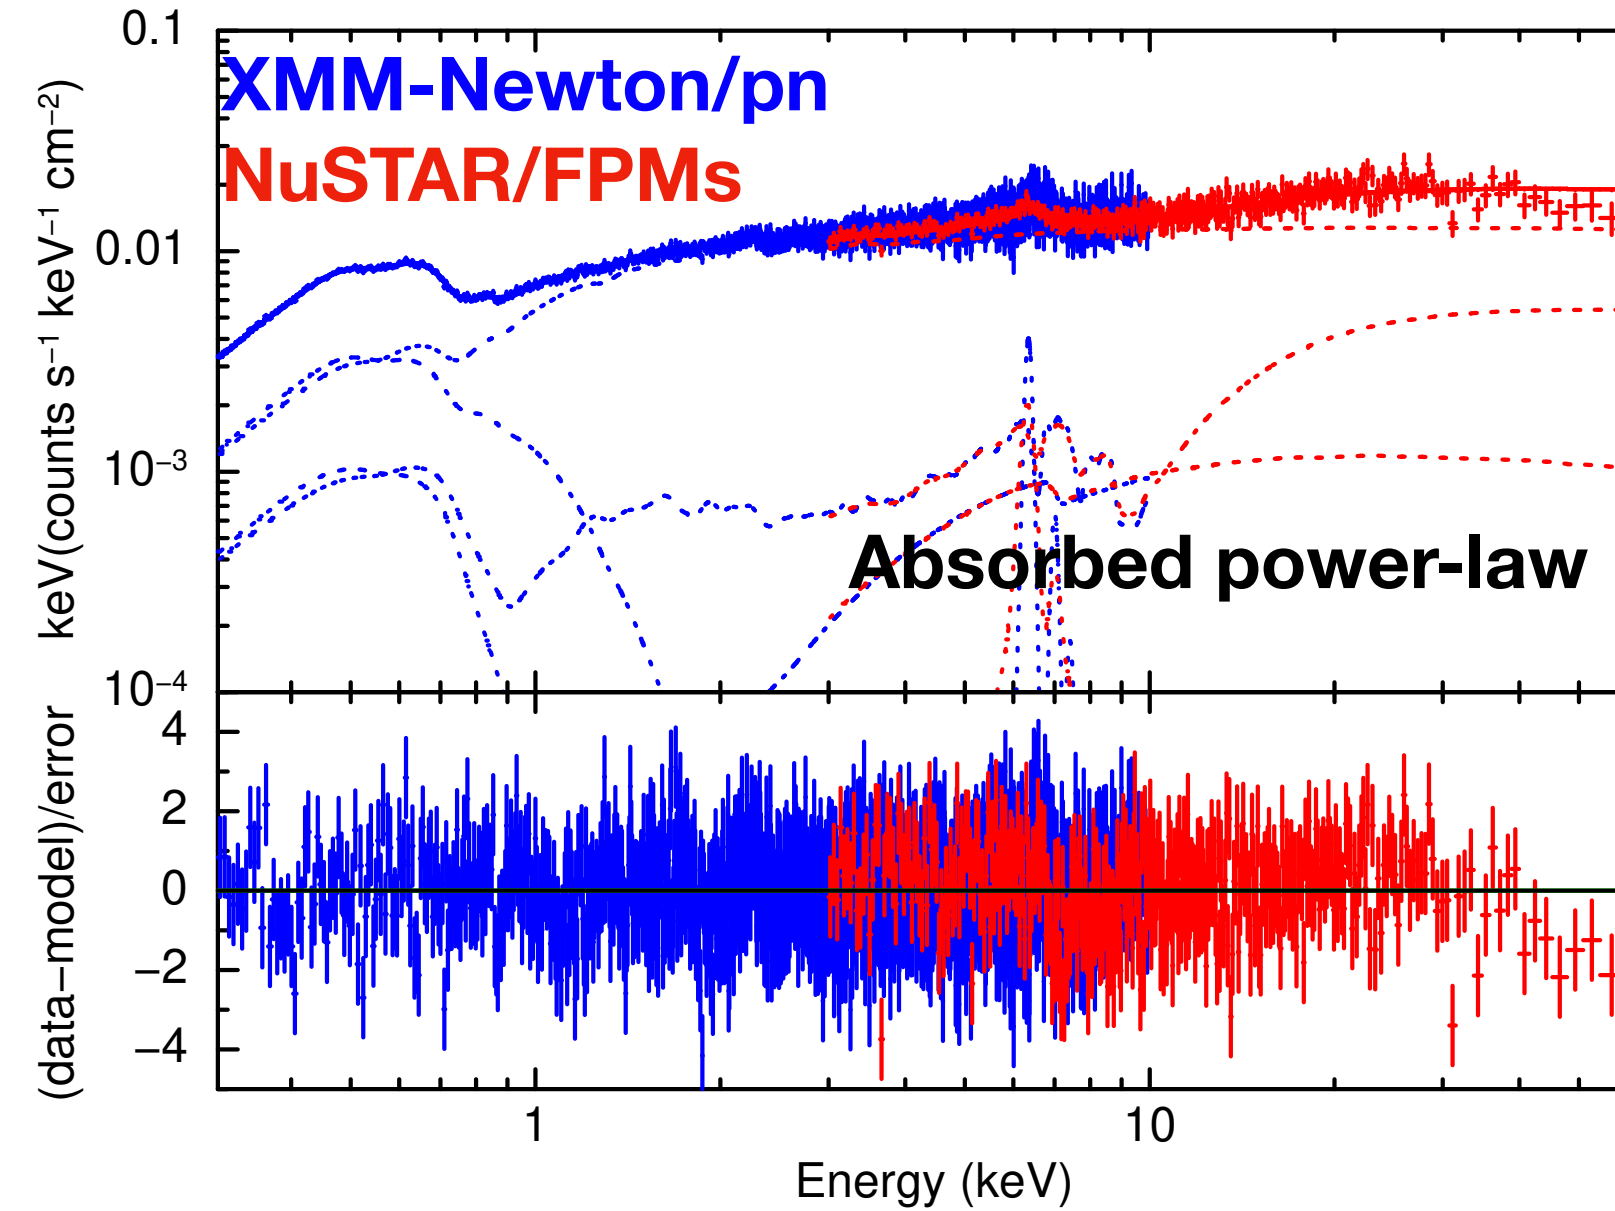 XMM-Newton/pn
NuSTAR/FPMs
Absorbed power-law
keV(counts s⁻¹ keV⁻¹ cm⁻²)
0.1
0.01
10⁻³
10⁻⁴
(data−model)/error
4
2
0
−2
−4
1
10
Energy (keV)